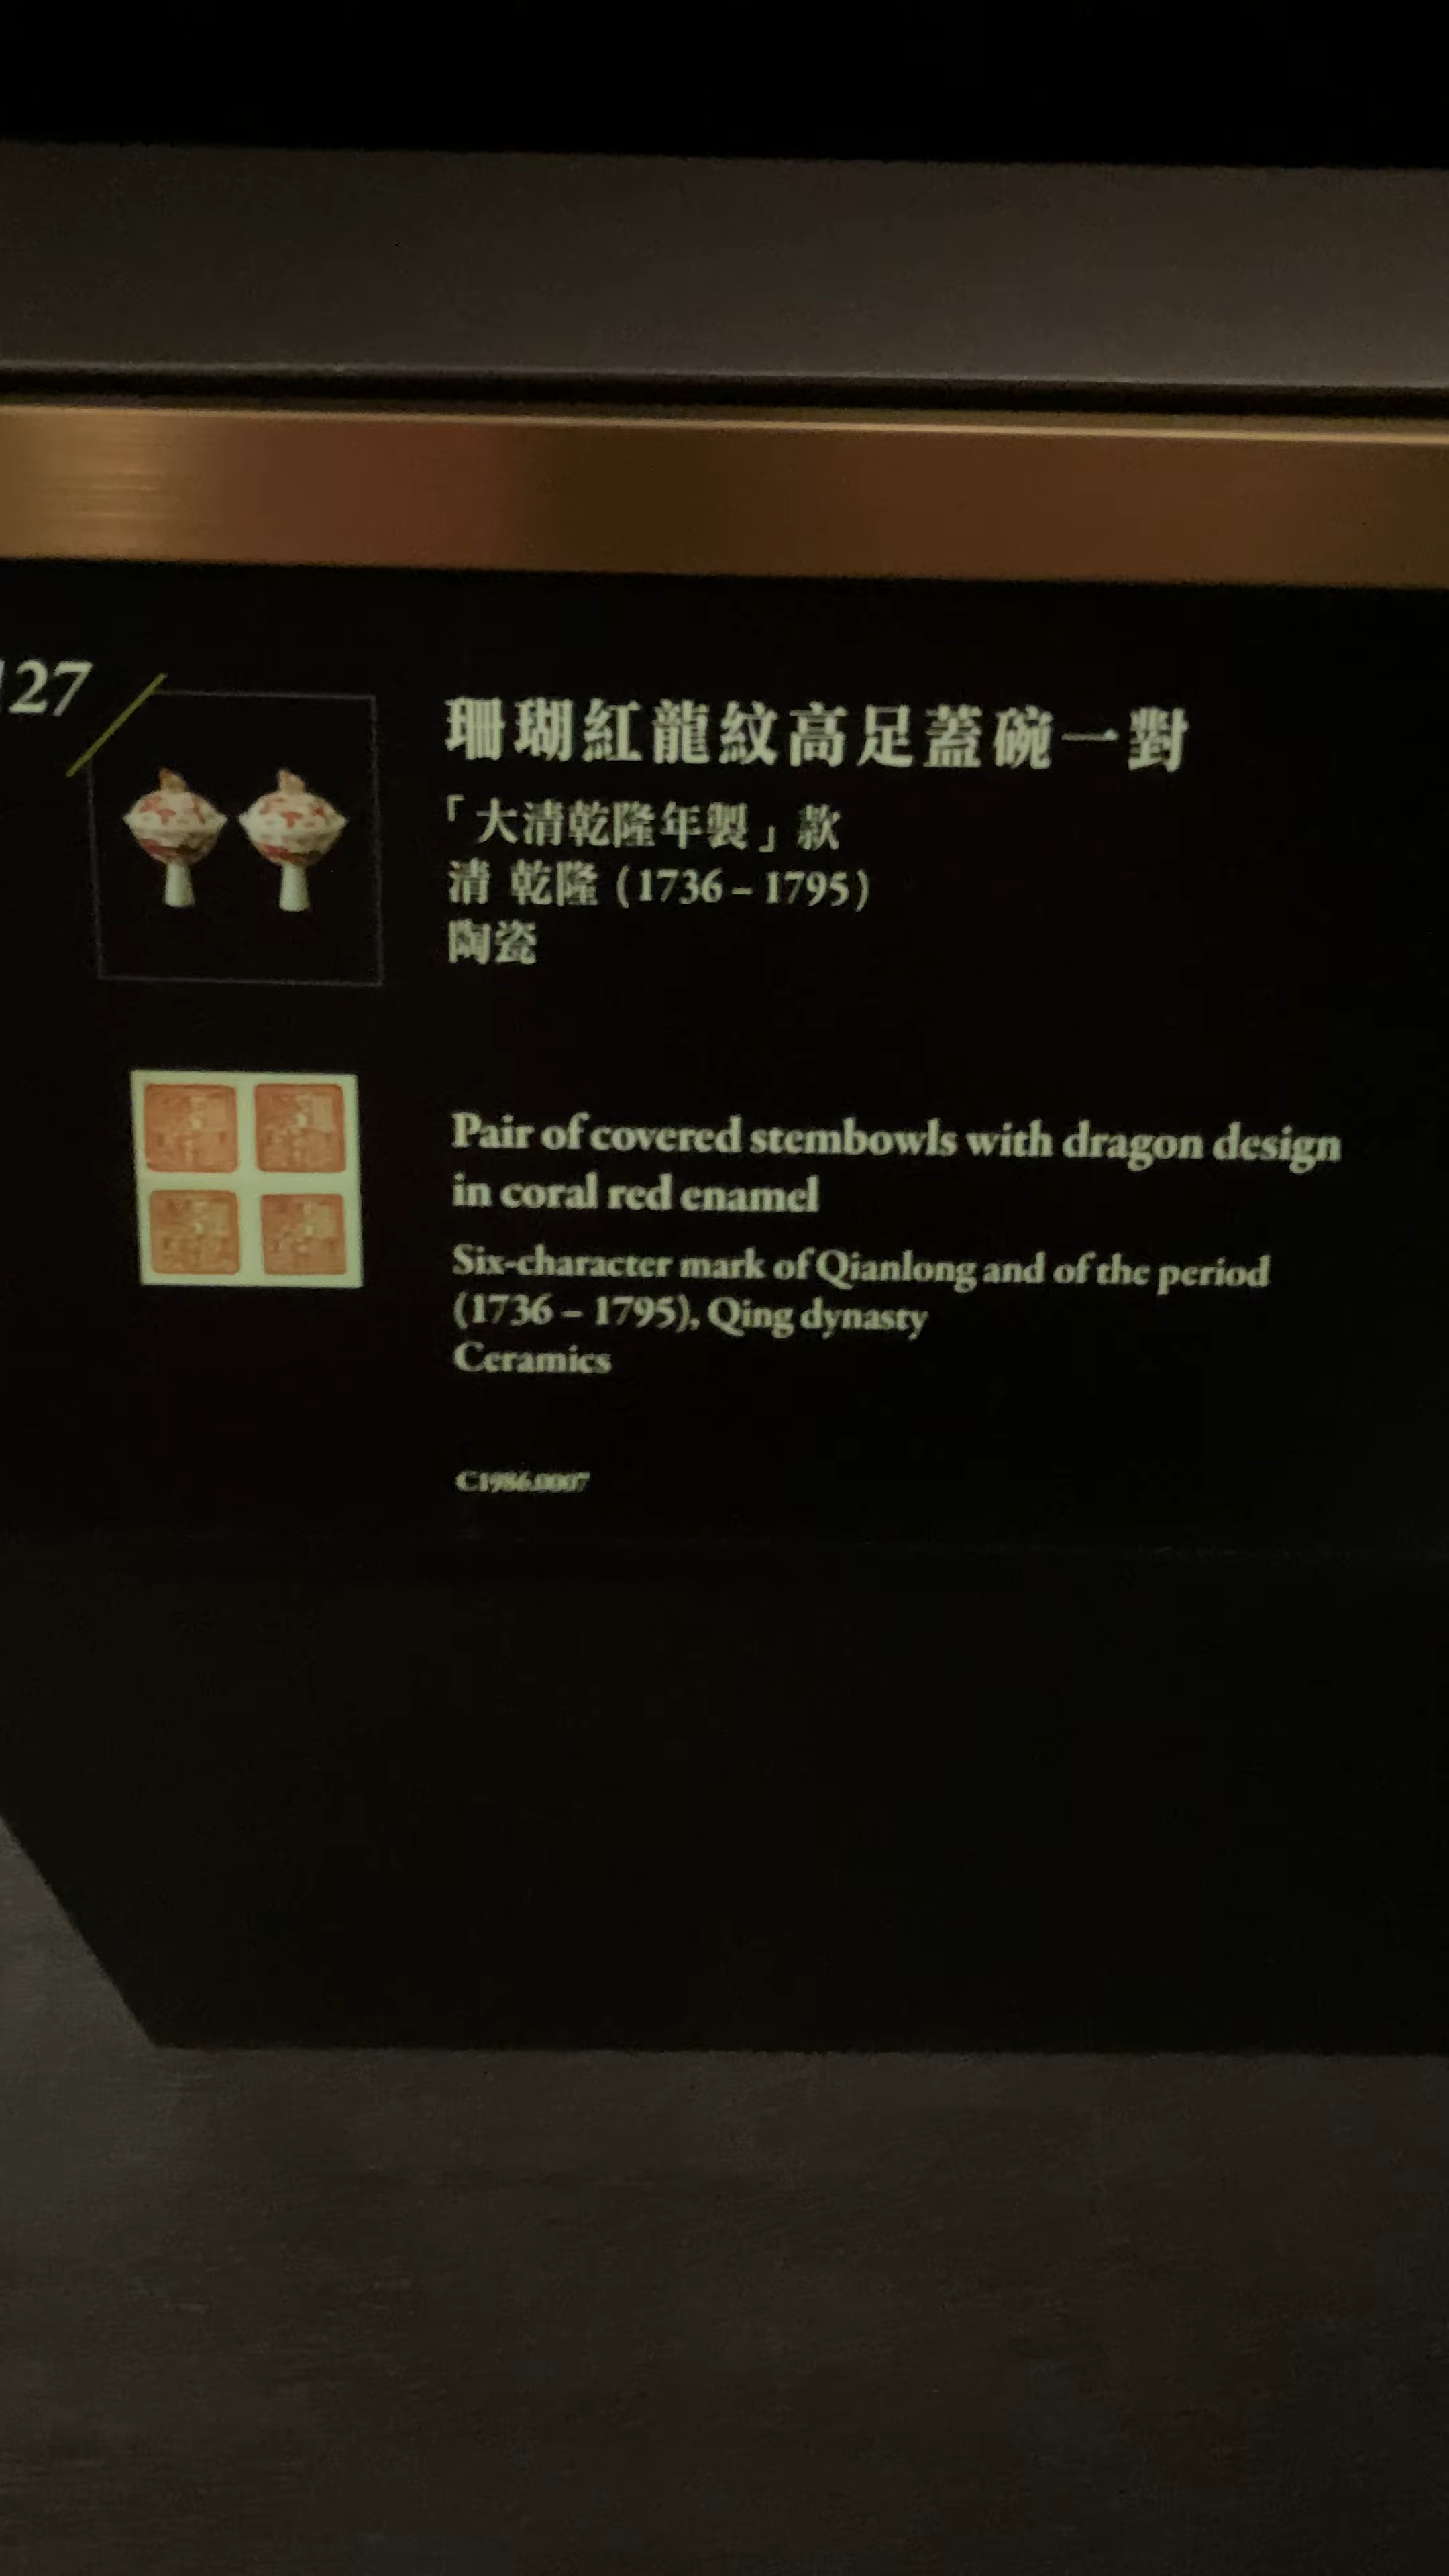 127
珊瑚紅龍紋高足蓋碗一對
「大清乾隆年製」款
清 乾隆 (1736 – 1795)
陶瓷
Pair of covered stembowls with dragon design
in coral red enamel
Six-character mark of Qianlong and of the period
(1736 – 1795), Qing dynasty
Ceramics
C1986.0007